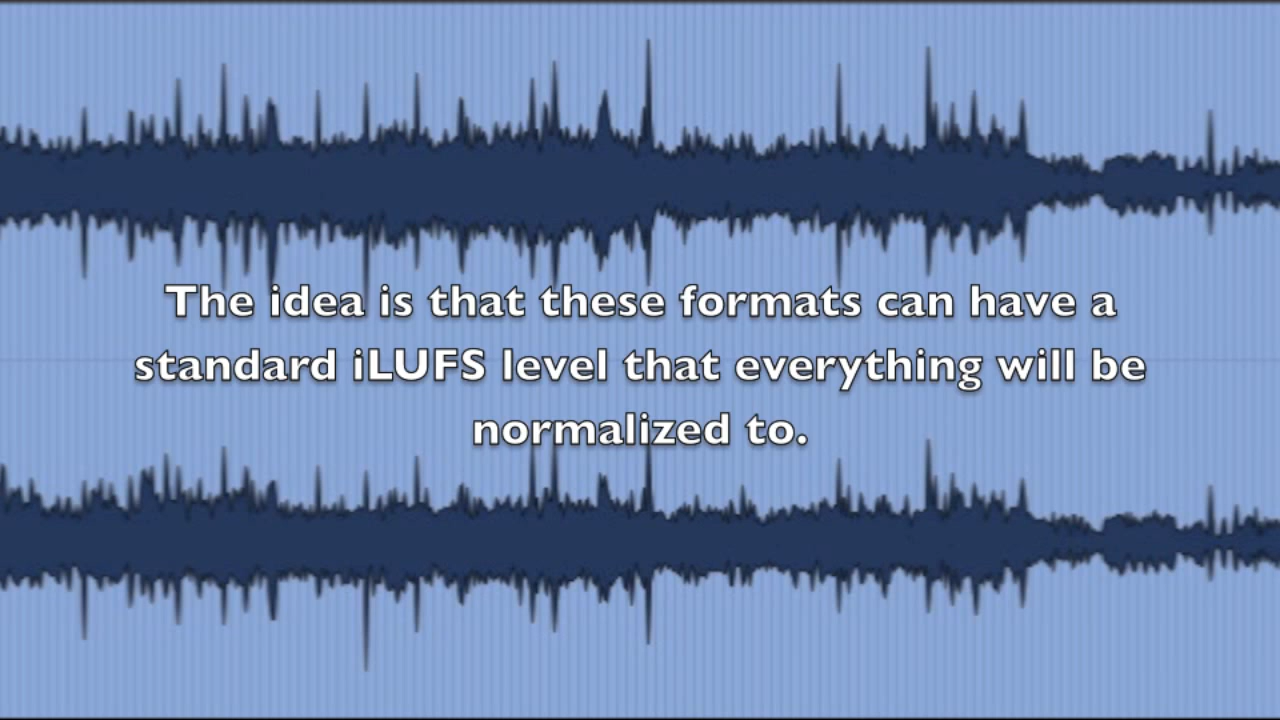 The idea is that these formats can have a
standard iLUFS level that everything will be
normalized to.